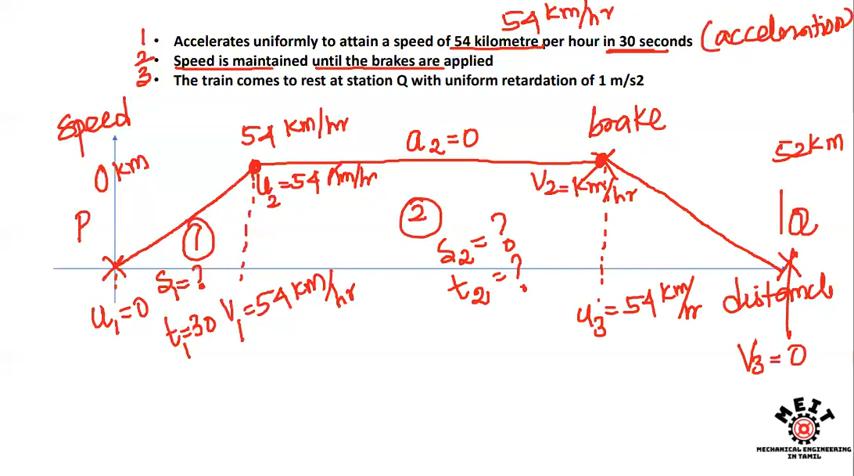 54 km/hr
1 • Accelerates uniformly to attain a speed of 54 kilometre per hour in 30 seconds (acceleration)
2 • Speed is maintained until the brakes are applied
3 • The train comes to rest at station Q with uniform retardation of 1 m/s2
Speed
54 km/hr
a₂=0
brake
52km
0 km
u₂=54 km/hr
V₂=km/hr
P
1
2
Q
S₁=?
S₂=?
t₂=?
u₁=0
t₁=30
V₁=54 km/hr
u₃=54 km/hr
distance
V₃=0
MEIT
MECHANICAL ENGINEERING
IN TAMIL